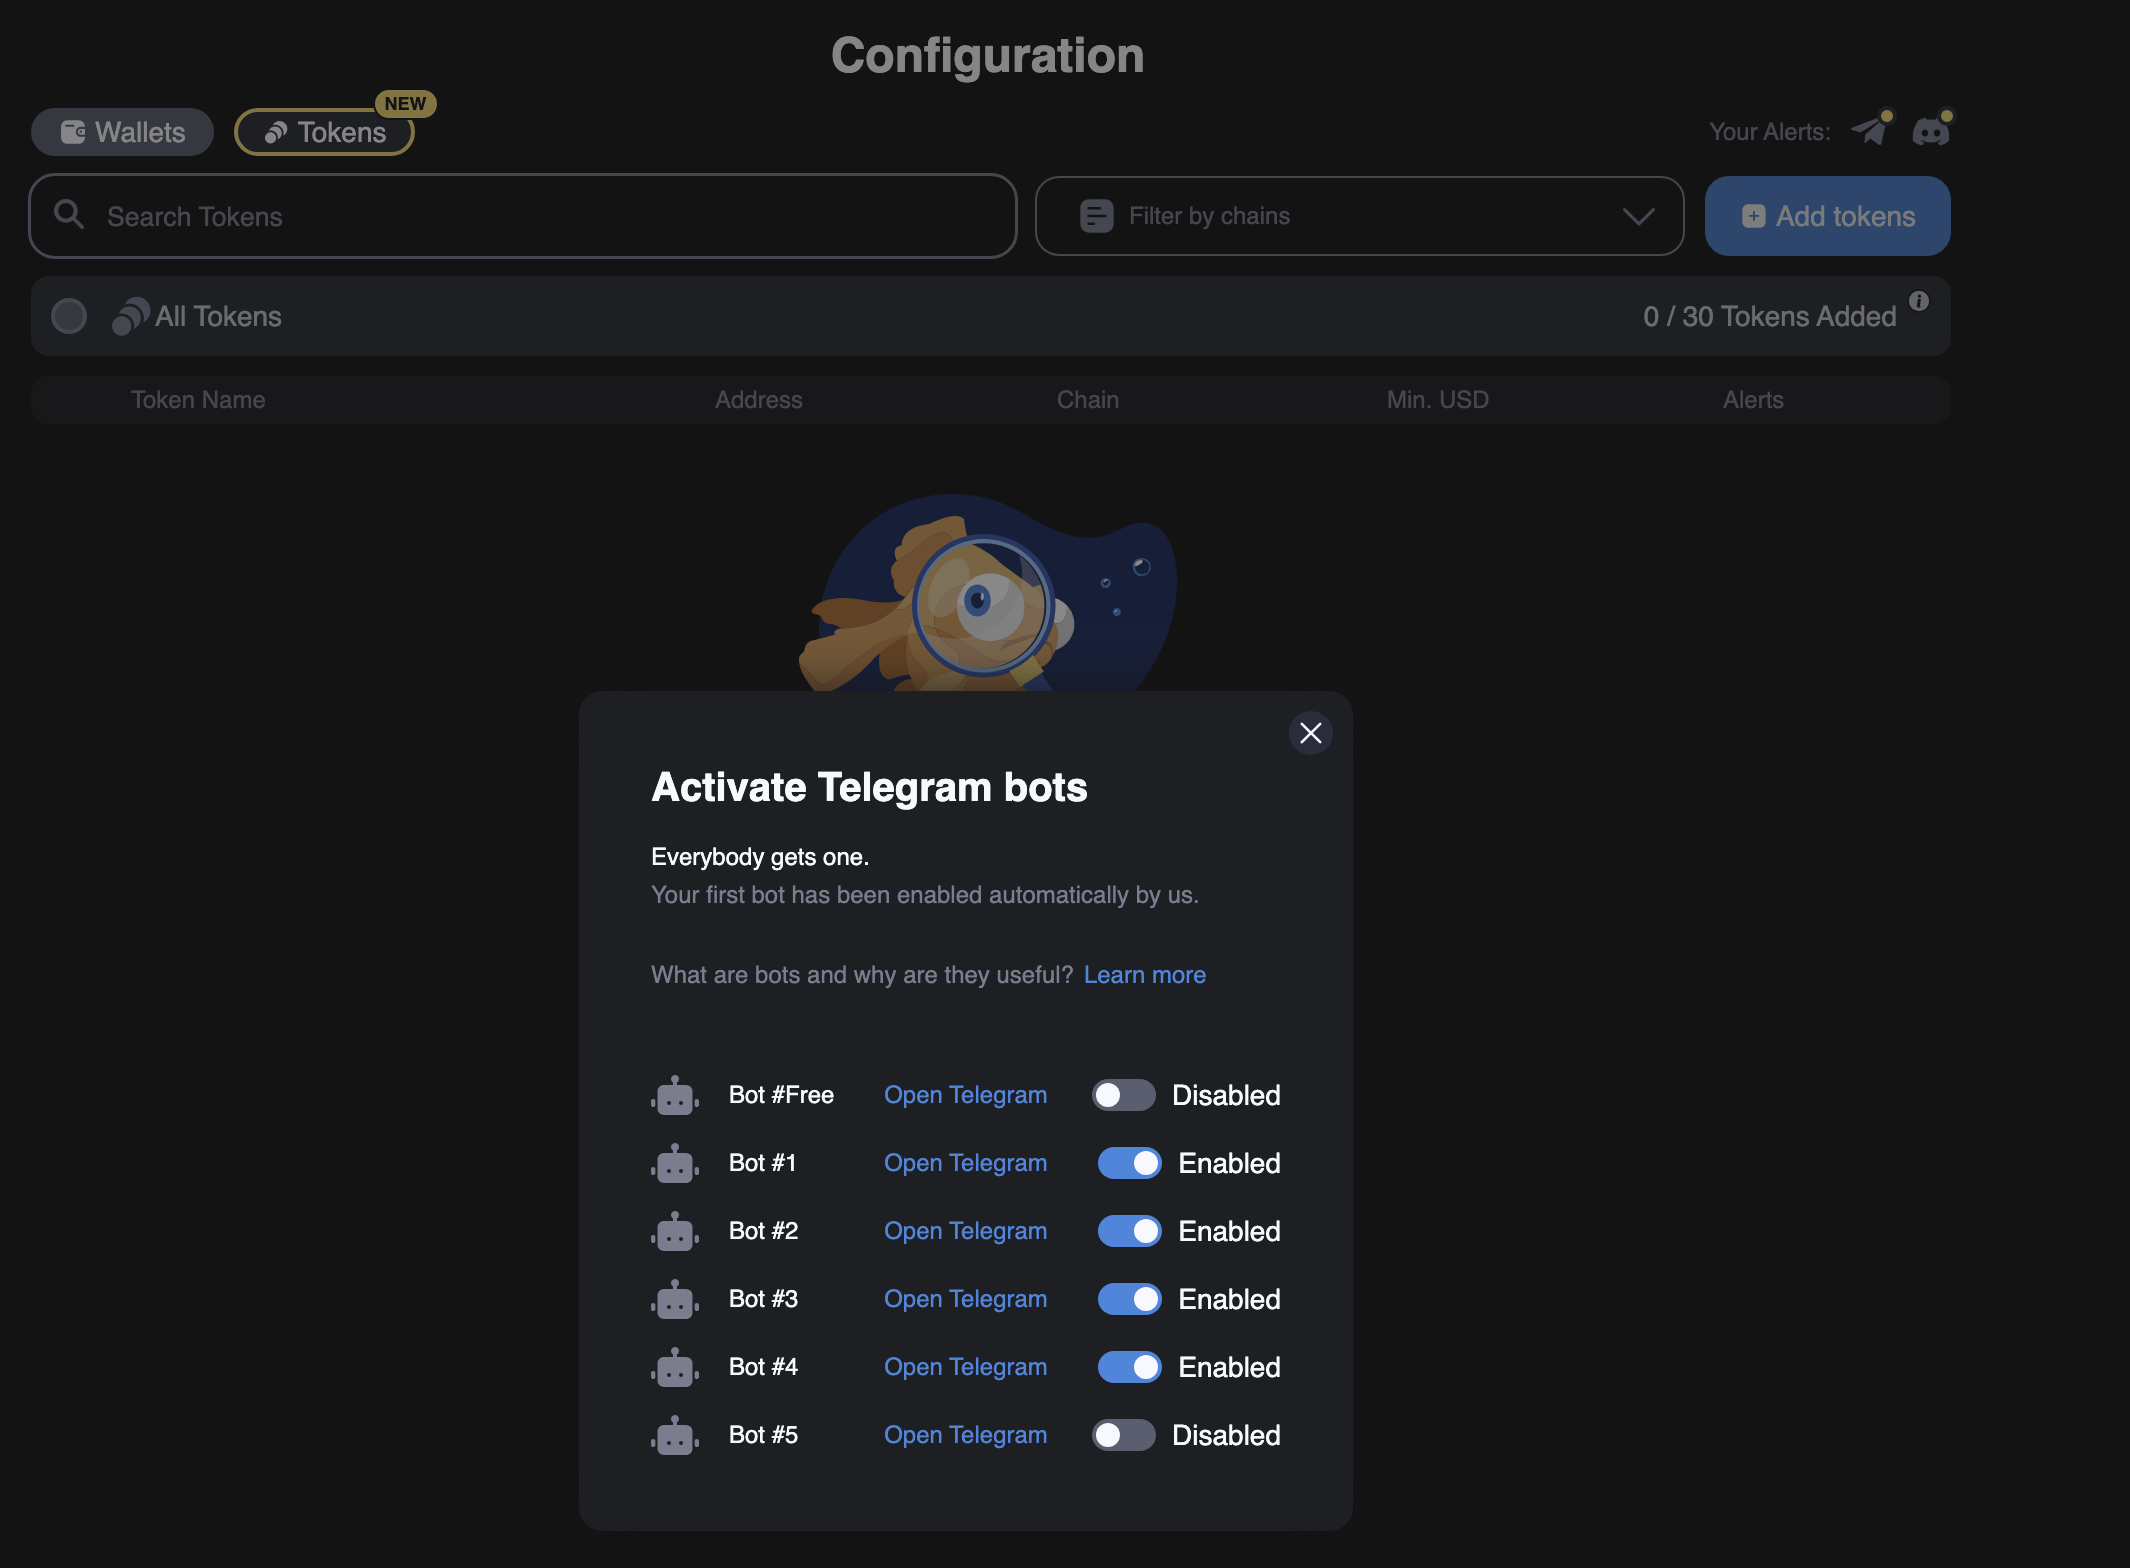 Configuration
Wallets
Tokens
NEW
Your Alerts:
Search Tokens
Filter by chains
Add tokens
All Tokens
0 / 30 Tokens Added
Token Name Address Chain Min. USD Alerts
Activate Telegram bots
Everybody gets one.
Your first bot has been enabled automatically by us.
What are bots and why are they useful? Learn more
Bot #Free Open Telegram Disabled
Bot #1 Open Telegram Enabled
Bot #2 Open Telegram Enabled
Bot #3 Open Telegram Enabled
Bot #4 Open Telegram Enabled
Bot #5 Open Telegram Disabled